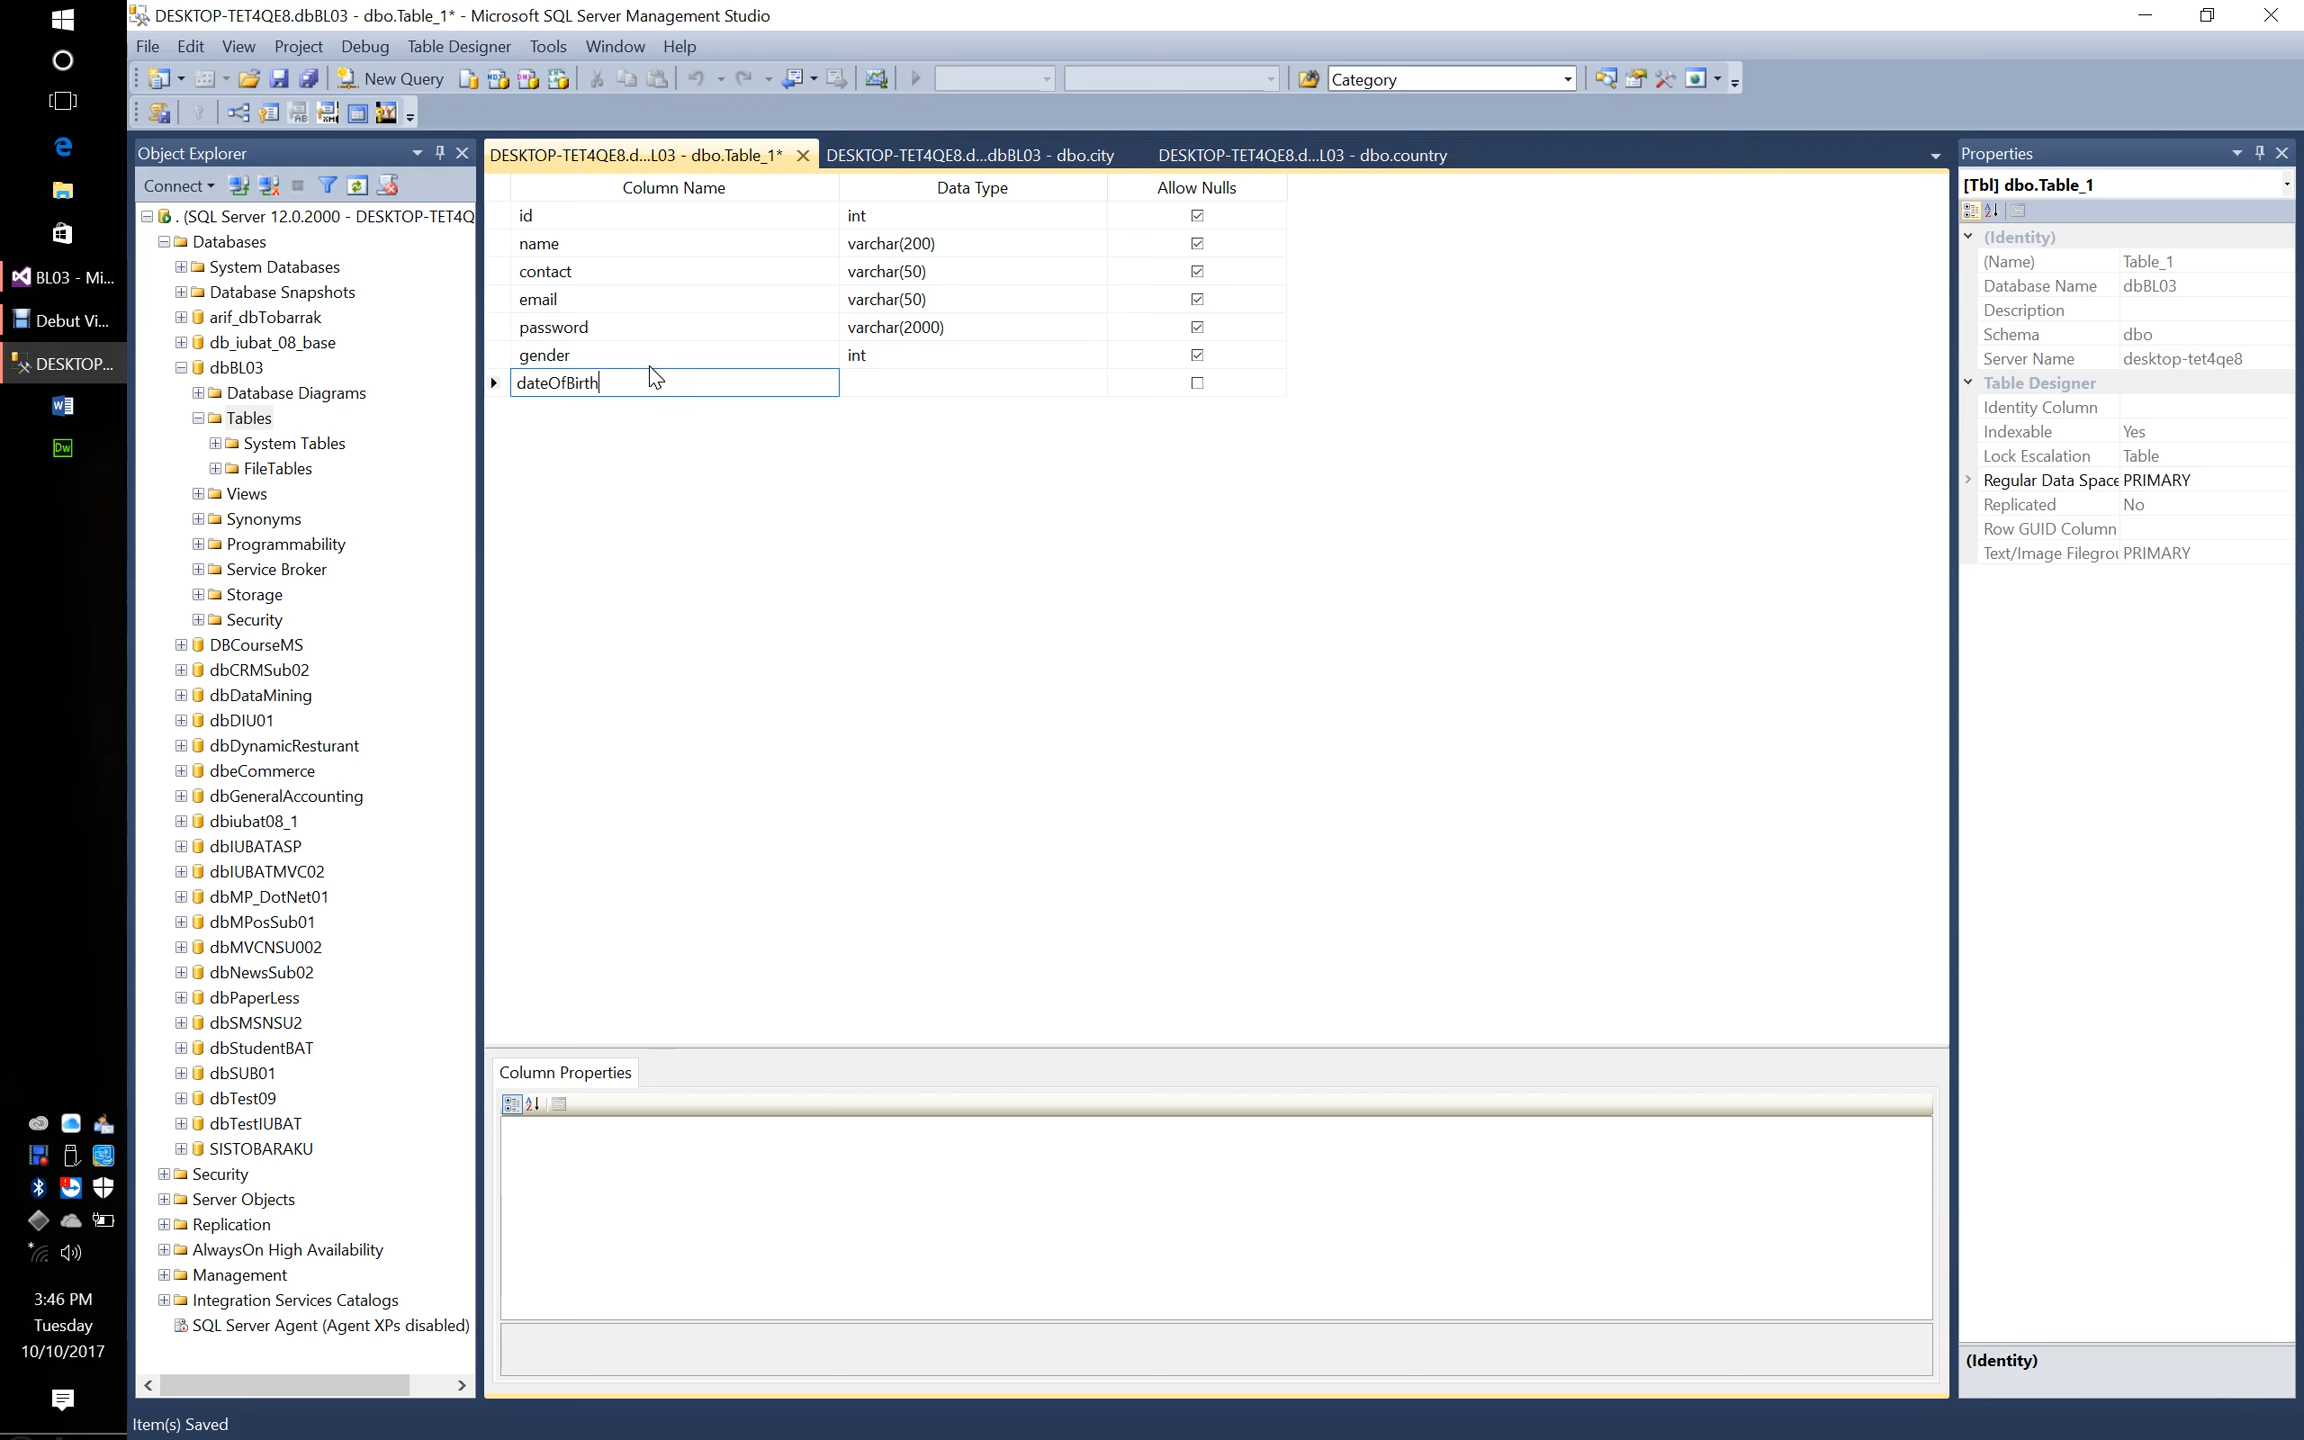 DESKTOP-TET4QE8.dbBL03 - dbo.Table_1* - Microsoft SQL Server Management Studio
File Edit View Project Debug Table Designer Tools Window Help
New Query
Category
BL03 - Mi...
Debut Vi...
DESKTOP...
3:46 PM
Tuesday
10/10/2017
Object Explorer
Connect
. (SQL Server 12.0.2000 - DESKTOP-TET4Q
Databases
System Databases
Database Snapshots
arif_dbTobarrak
db_iubat_08_base
dbBL03
Database Diagrams
Tables
System Tables
FileTables
Views
Synonyms
Programmability
Service Broker
Storage
Security
DBCourseMS
dbCRMSub02
dbDataMining
dbDIU01
dbDynamicResturant
dbeCommerce
dbGeneralAccounting
dbiubat08_1
dbIUBATASP
dbIUBATMVC02
dbMP_DotNet01
dbMPosSub01
dbMVCNSU002
dbNewsSub02
dbPaperLess
dbSMSNSU2
dbStudentBAT
dbSUB01
dbTest09
dbTestIUBAT
SISTOBARAKU
Security
Server Objects
Replication
AlwaysOn High Availability
Management
Integration Services Catalogs
SQL Server Agent (Agent XPs disabled)
DESKTOP-TET4QE8.d...L03 - dbo.Table_1* DESKTOP-TET4QE8.d...dbBL03 - dbo.city DESKTOP-TET4QE8.d...L03 - dbo.country
Column Name Data Type Allow Nulls
id int
name varchar(200)
contact varchar(50)
email varchar(50)
password varchar(2000)
gender int
dateOfBirth
Column Properties
Properties
[Tbl] dbo.Table_1
(Identity)
(Name) Table_1
Database Name dbBL03
Description
Schema dbo
Server Name desktop-tet4qe8
Table Designer
Identity Column
Indexable Yes
Lock Escalation Table
Regular Data Space PRIMARY
Replicated No
Row GUID Column
Text/Image Filegrou PRIMARY
(Identity)
Item(s) Saved